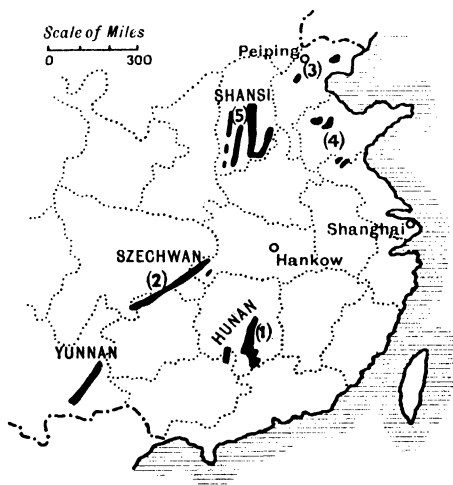 Scale of Miles
0 300
Peiping
(3)
SHANSI
(5)
(4)
Shanghai
SZECHWAN
(2)
Hankow
HUNAN
(1)
YUNNAN